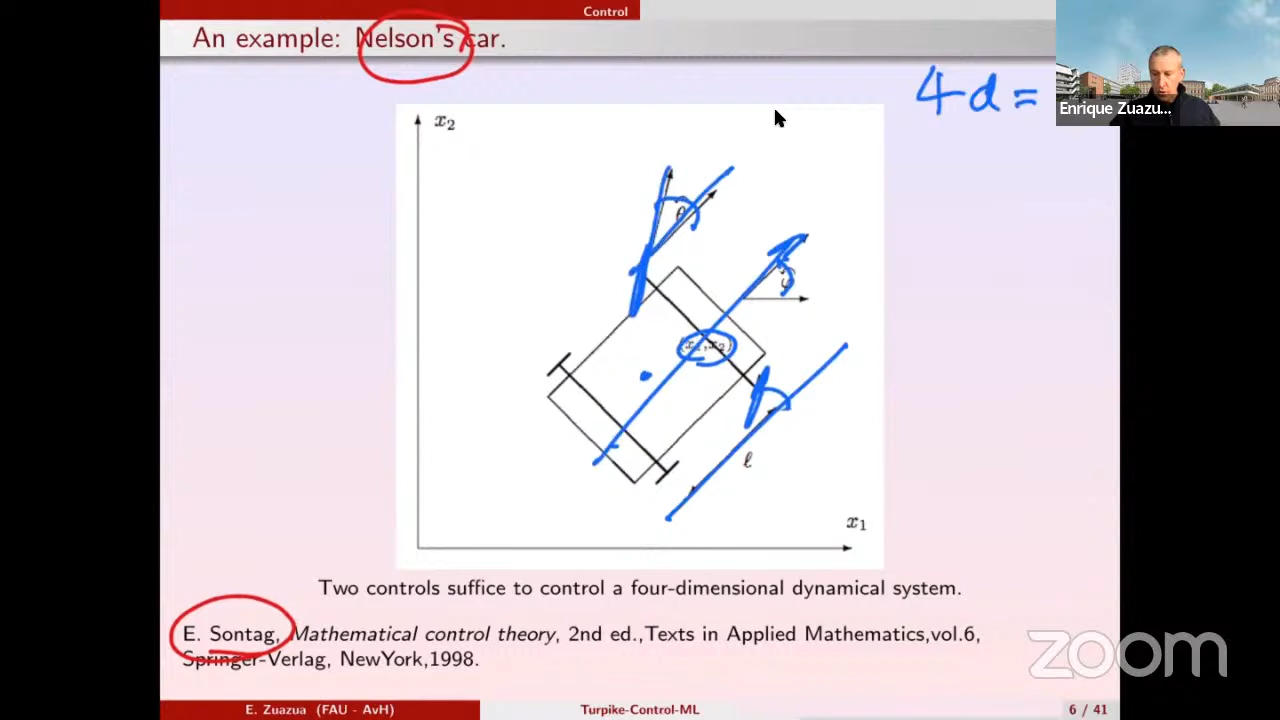 Control
An example: Nelson's car.
4d=
Enrique Zuazu...
x₂
θ
φ
(x₁,x₂)
ℓ
x₁
Two controls suffice to control a four-dimensional dynamical system.
E. Sontag, Mathematical control theory, 2nd ed.,Texts in Applied Mathematics,vol.6,
Springer-Verlag, NewYork,1998.
zoom
E. Zuazua (FAU - AvH)
Turpike-Control-ML
6 / 41